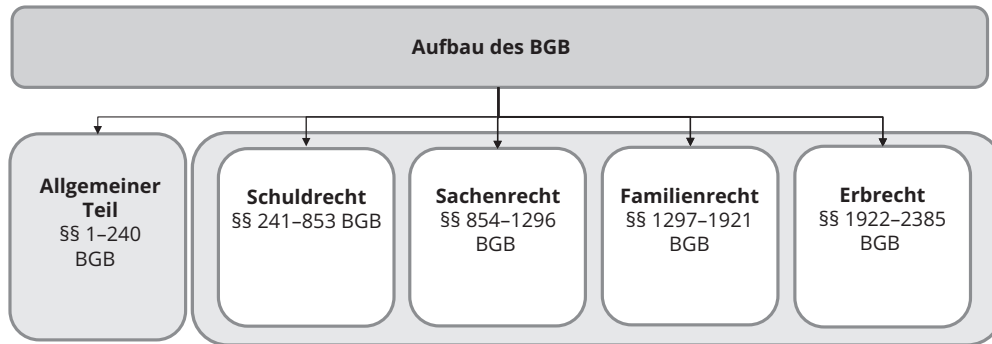 Aufbau des BGB
Allgemeiner
Teil
§§ 1–240
BGB
Schuldrecht
§§ 241–853 BGB
Sachenrecht
§§ 854–1296
BGB
Familienrecht
§§ 1297–1921
BGB
Erbrecht
§§ 1922–2385
BGB